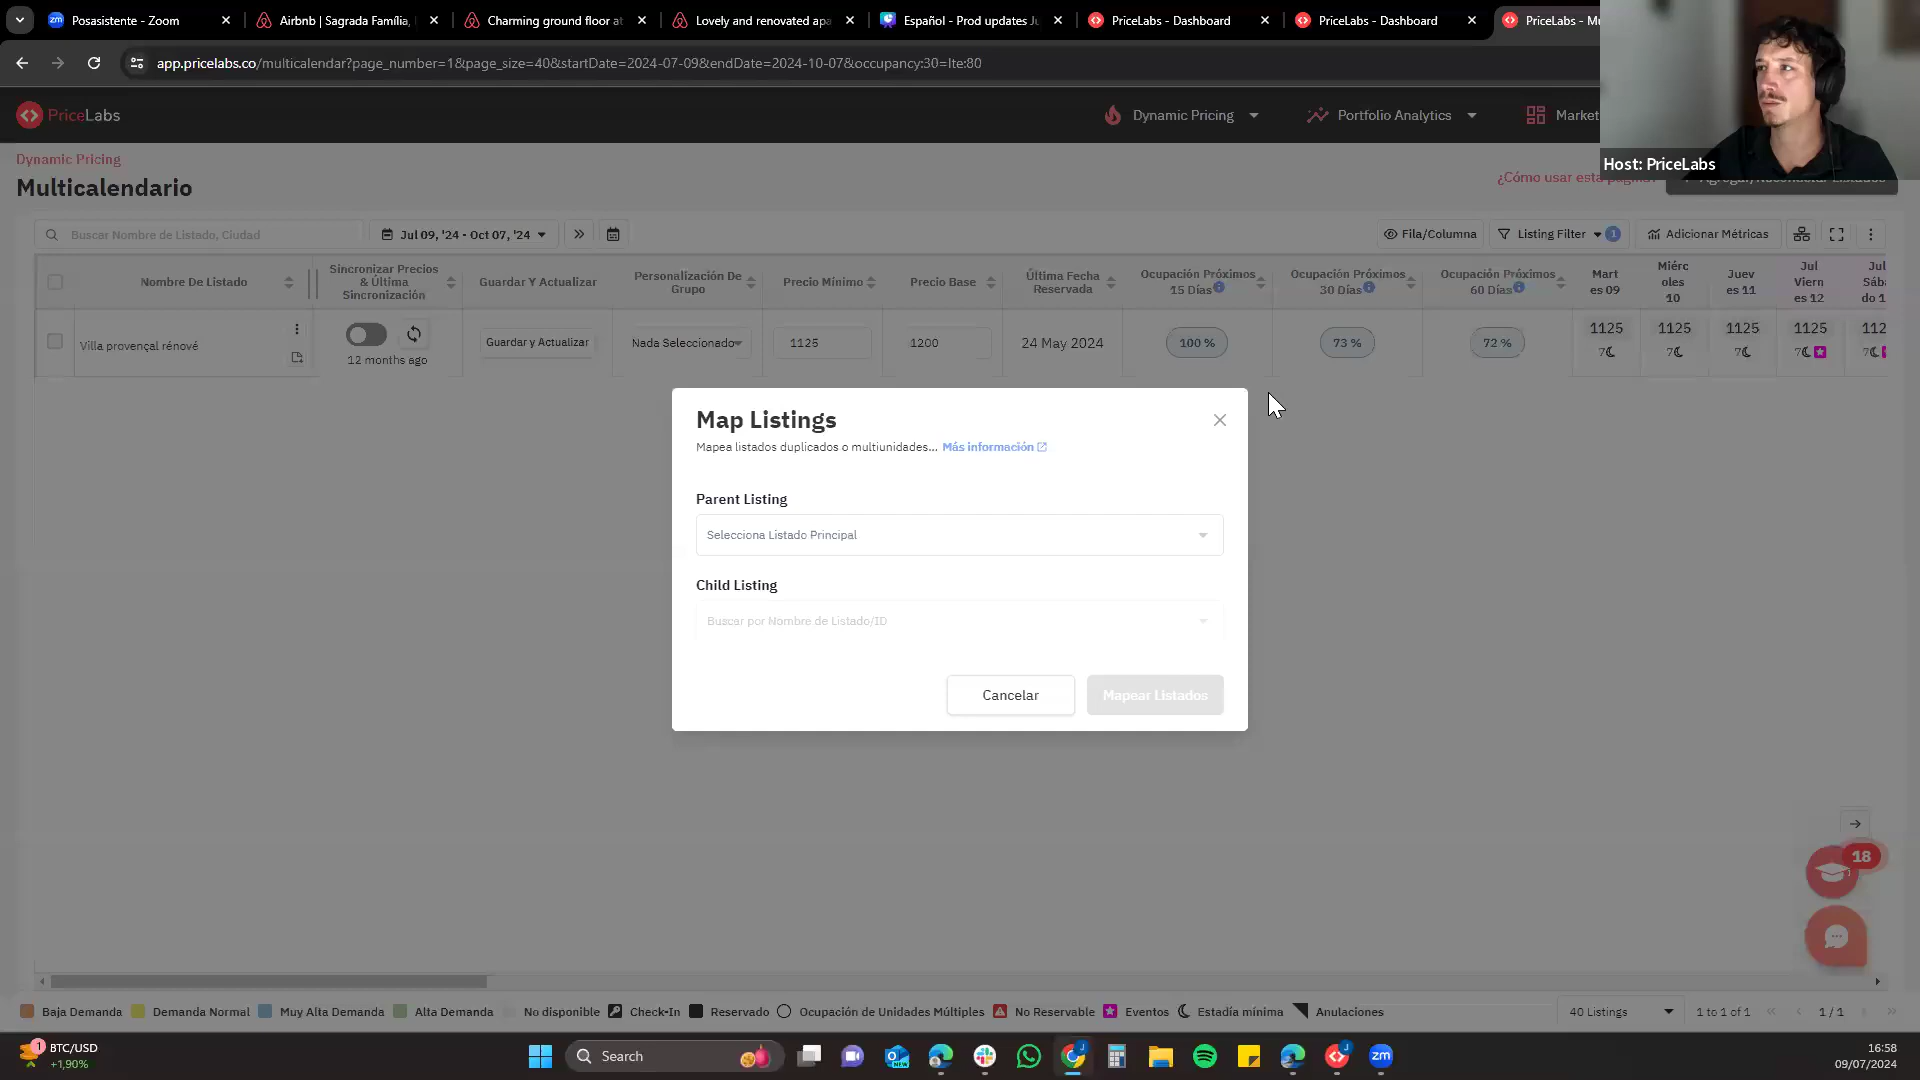 Posasistente - Zoom
Airbnb | Sagrada Família,
Charming ground floor at
Lovely and renovated apa
Español - Prod updates Ju
PriceLabs - Dashboard
PriceLabs - Dashboard
PriceLabs - Mu
app.pricelabs.co/multicalendar?page_number=1&page_size=40&startDate=2024-07-09&endDate=2024-10-07&occupancy:30=lte:80
PriceLabs
Dynamic Pricing
Portfolio Analytics
Market
Host: PriceLabs
Dynamic Pricing
Multicalendario
¿Cómo usar esta página?
Buscar Nombre de Listado, Ciudad
Jul 09, '24 - Oct 07, '24
Fila/Columna
Listing Filter
1
Adicionar Métricas
Nombre De Listado
Sincronizar Precios & Última Sincronización
Guardar Y Actualizar
Personalización De Grupo
Precio Mínimo
Precio Base
Última Fecha Reservada
Ocupación Próximos 15 Días
Ocupación Próximos 30 Días
Ocupación Próximos 60 Días
Mart es 09
Miérc oles 10
Juev es 11
Jul Viern es 12
Jul Sába do 1
Villa provençal rénové
12 months ago
Guardar y Actualizar
Nada Seleccionado
1125
1200
24 May 2024
100 %
73 %
72 %
1125
7
1125
7
1125
7
1125
7
112
7
Map Listings
Mapea listados duplicados o multiunidades... Más información
Parent Listing
Selecciona Listado Principal
Child Listing
Buscar por Nombre de Listado/ID
Cancelar
Mapear Listados
18
Baja Demanda
Demanda Normal
Muy Alta Demanda
Alta Demanda
No disponible
Check-In
Reservado
Ocupación de Unidades Múltiples
No Reservable
Eventos
Estadía mínima
Anulaciones
40 Listings
1 to 1 of 1
1 / 1
1
BTC/USD
+1,90%
Search
NEW
J
J
zm
16:58
09/07/2024